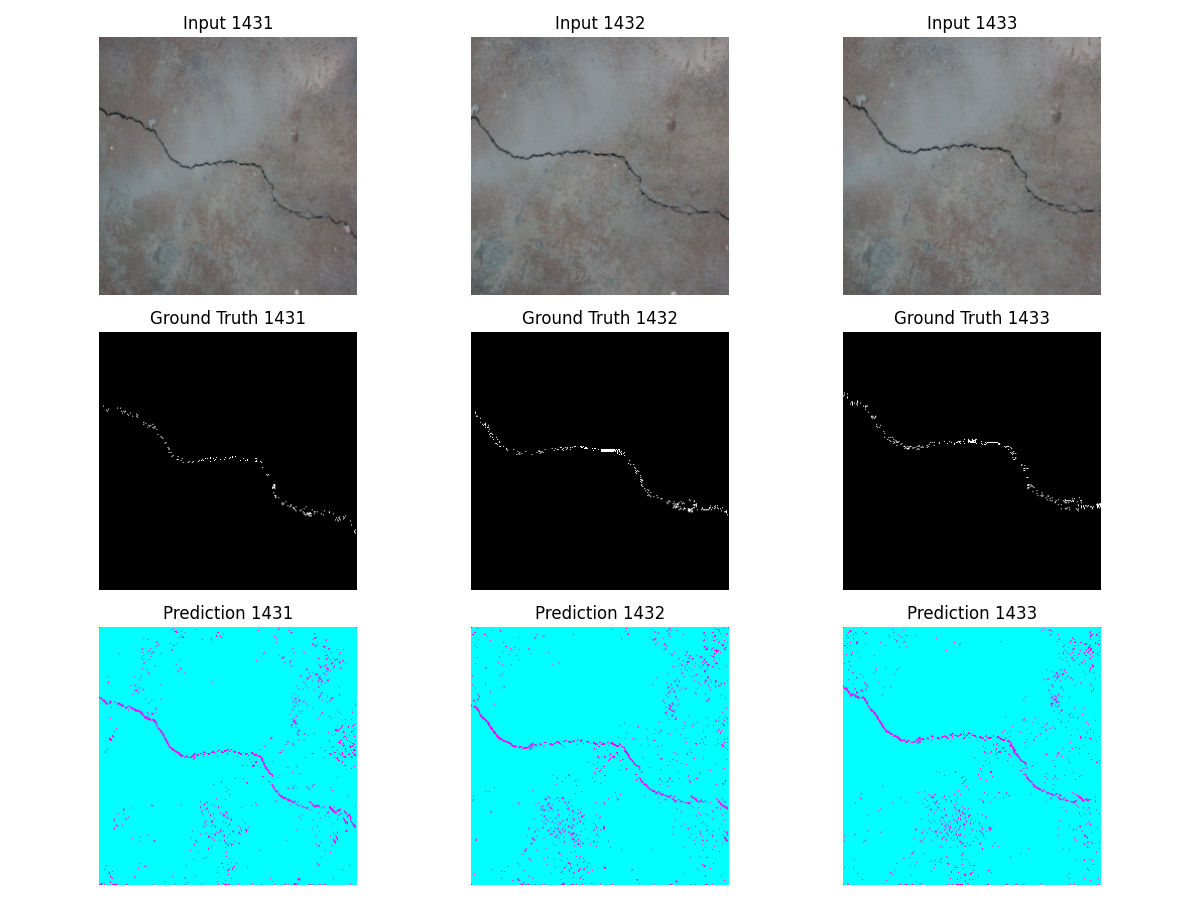 Input 1431
Input 1432
Input 1433
Ground Truth 1431
Ground Truth 1432
Ground Truth 1433
Prediction 1431
Prediction 1432
Prediction 1433